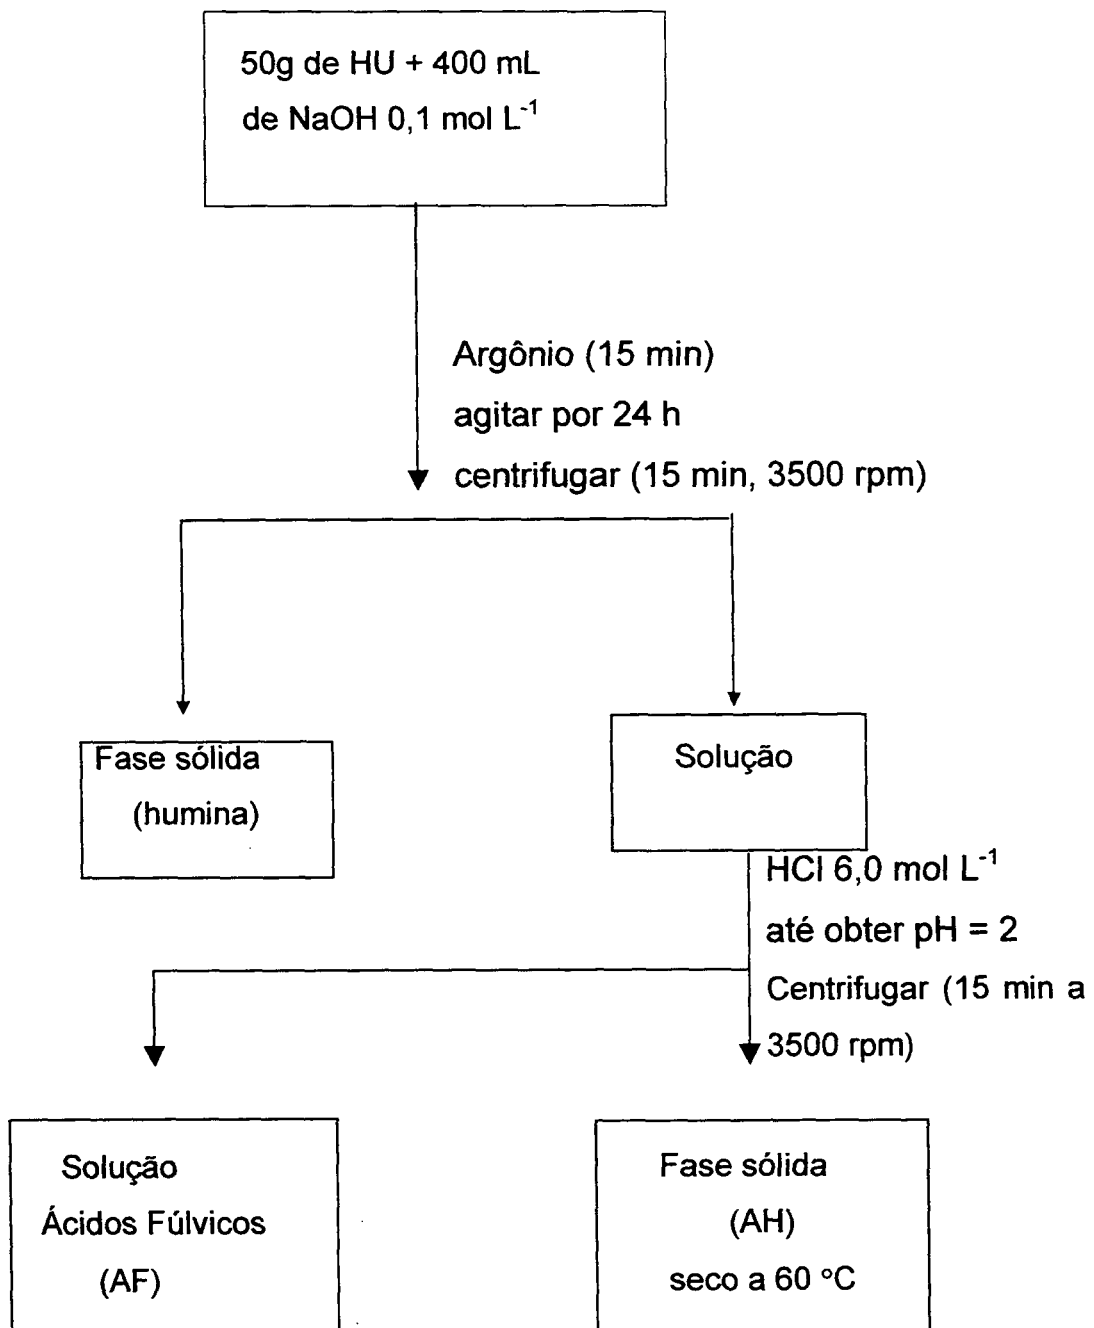 50g de HU + 400 mL
de NaOH 0,1 mol L⁻¹
Argônio (15 min)
agitar por 24 h
centrifugar (15 min, 3500 rpm)
Fase sólida
(humina)
Solução
HCl 6,0 mol L⁻¹
até obter pH = 2
Centrifugar (15 min a
3500 rpm)
Solução
Ácidos Fúlvicos
(AF)
Fase sólida
(AH)
seco a 60 °C